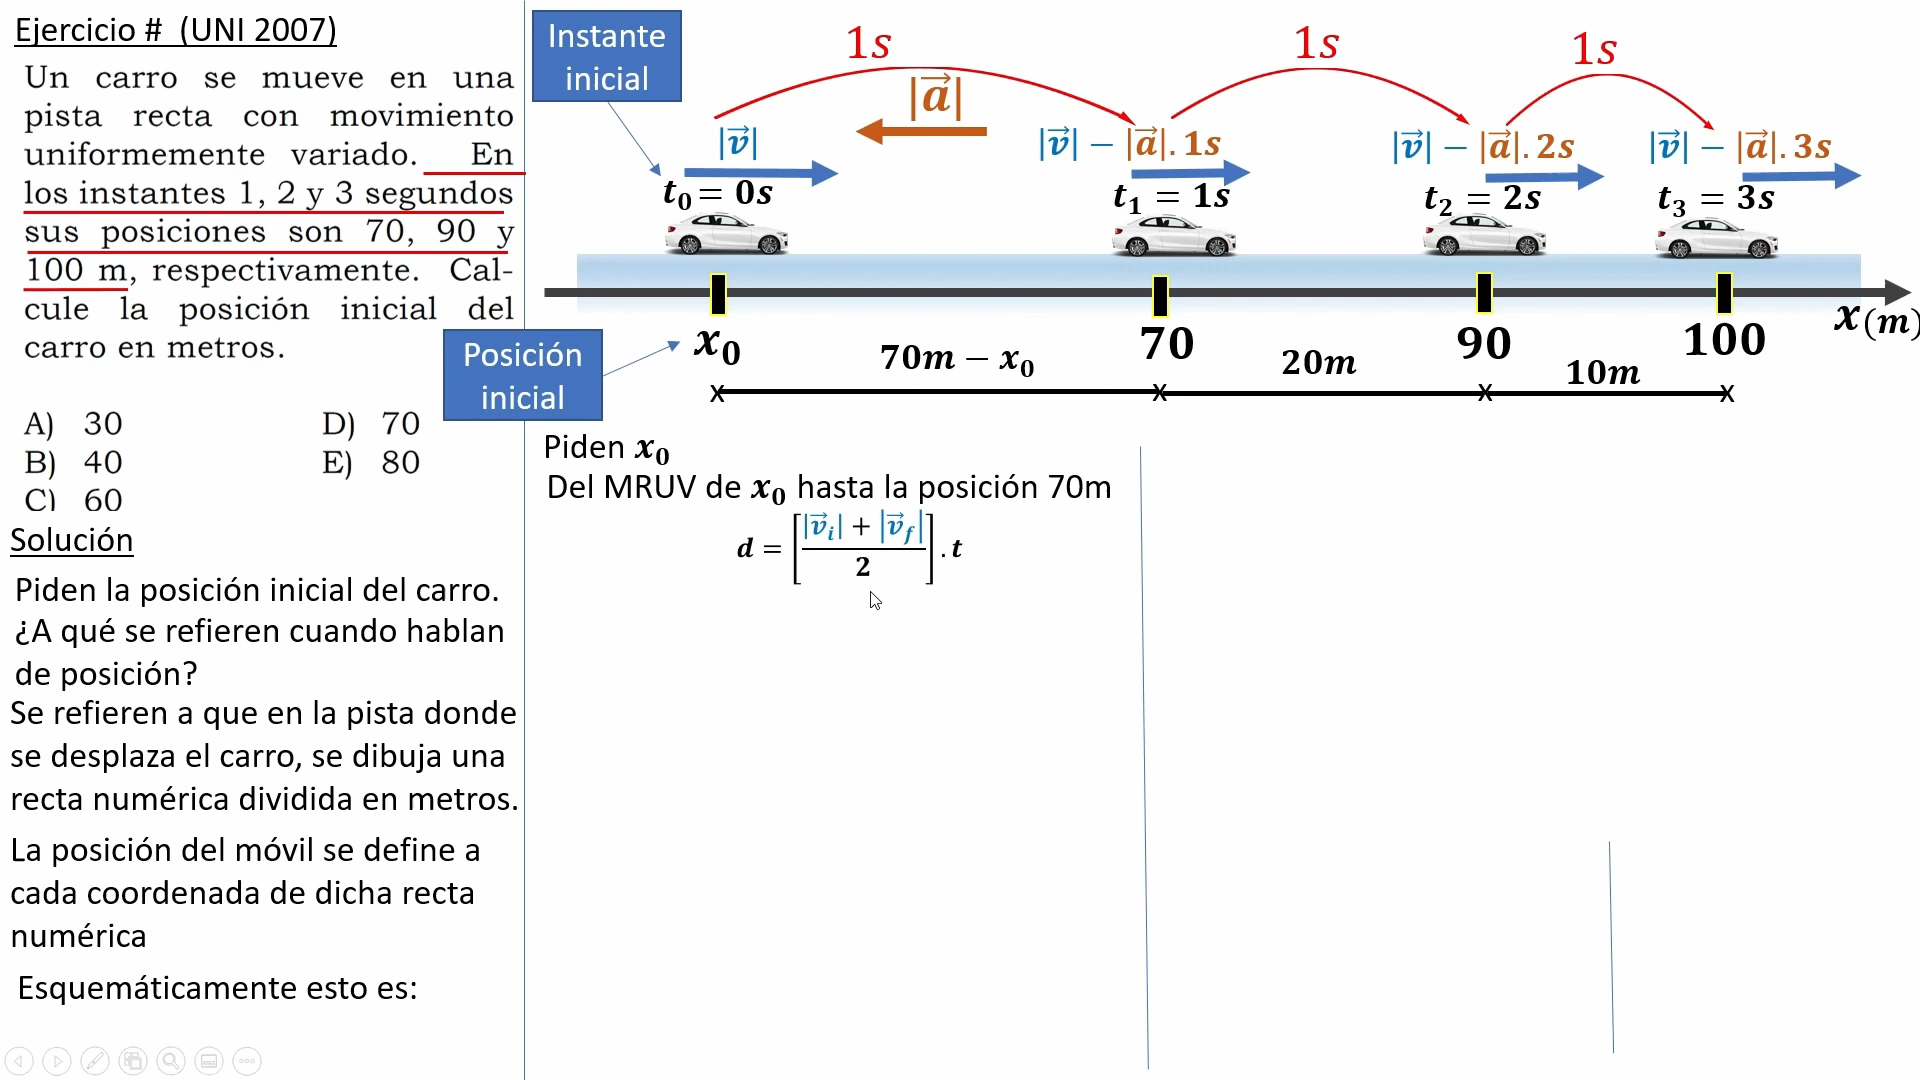 Ejercicio # (UNI 2007)
Un carro se mueve en una
pista recta con movimiento
uniformemente variado. En
los instantes 1, 2 y 3 segundos
sus posiciones son 70, 90 y
100 m, respectivamente. Cal-
cule la posición inicial del
carro en metros.
A) 30
B) 40
C) 60
D) 70
E) 80
Solución
Piden la posición inicial del carro.
¿A qué se refieren cuando hablan
de posición?
Se refieren a que en la pista donde
se desplaza el carro, se dibuja una
recta numérica dividida en metros.
La posición del móvil se define a
cada coordenada de dicha recta
numérica
Esquemáticamente esto es:
Instante
inicial
1s
1s
1s
|a⃗|
|v⃗|
|v⃗| − |a⃗|.1s
|v⃗| − |a⃗|.2s
|v⃗| − |a⃗|.3s
t₀ = 0s
t₁ = 1s
t₂ = 2s
t₃ = 3s
x₀
70
90
100
x(m)
Posición
inicial
70m − x₀
20m
10m
x
x
x
x
Piden x₀
Del MRUV de x₀ hasta la posición 70m
d = [(|v⃗ᵢ| + |v⃗f|)/2].t